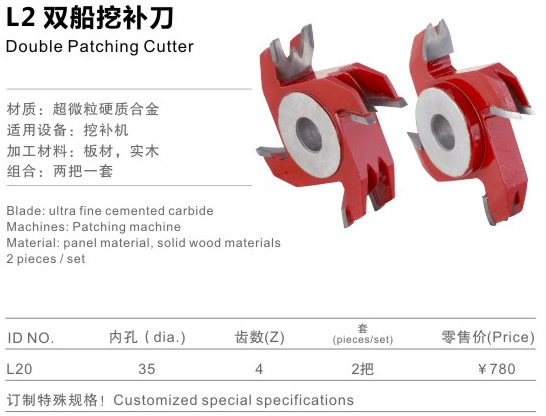 L2 双船挖补刀
Double Patching Cutter
材质：超微粒硬质合金
适用设备：挖补机
加工材料：板材，实木
组合：两把一套
Blade: ultra fine cemented carbide
Machines: Patching machine
Material: panel material, solid wood materials
2 pieces / set
ID NO. 内孔（dia.) 齿数(Z) 套 (pieces/set) 零售价(Price)
L20 35 4 2把 ￥780
订制特殊规格！Customized special specifications